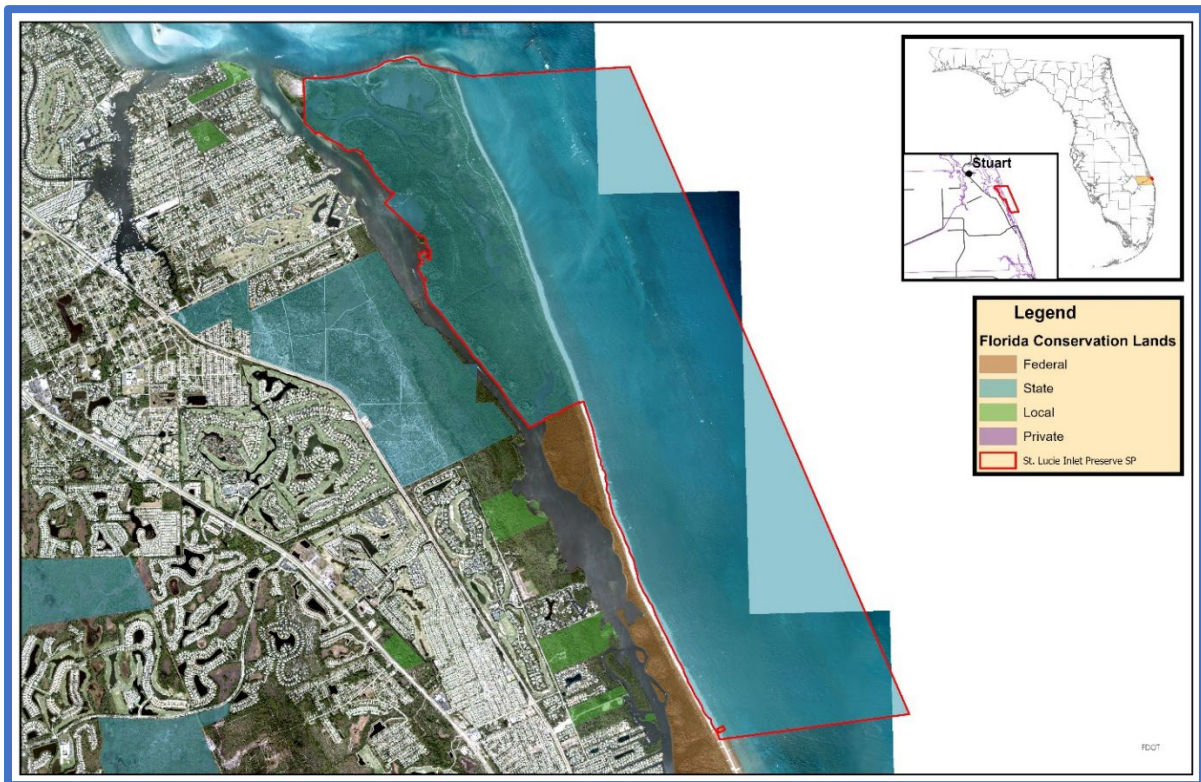 Stuart
Legend
Florida Conservation Lands
Federal
State
Local
Private
St. Lucie Inlet Preserve SP
FDOT